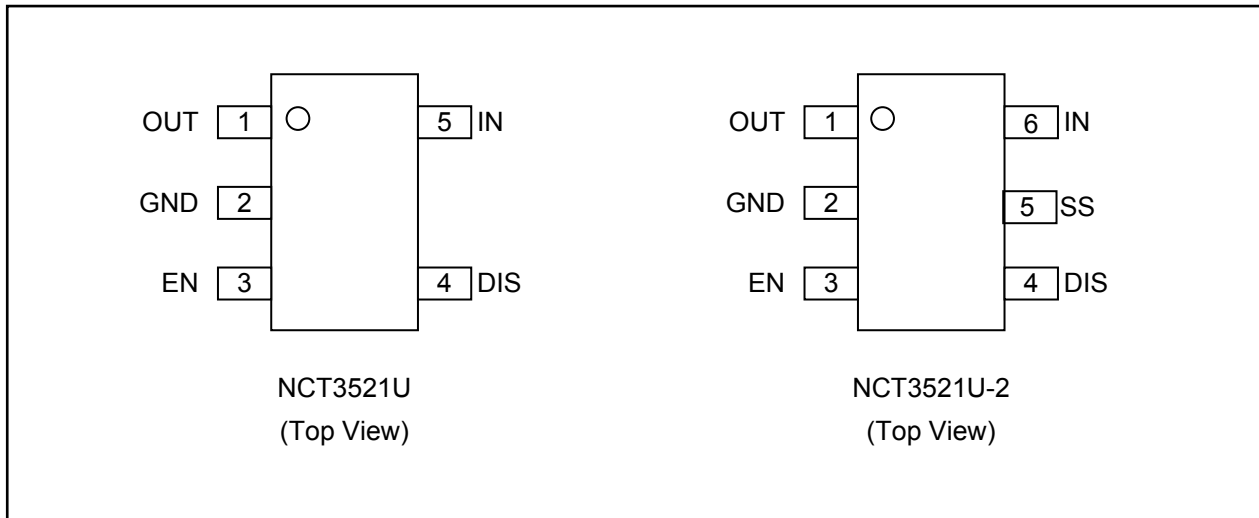 OUT 1 5 IN
GND 2
EN 3 4 DIS
NCT3521U
(Top View)
OUT 1 6 IN
GND 2 5 SS
EN 3 4 DIS
NCT3521U-2
(Top View)